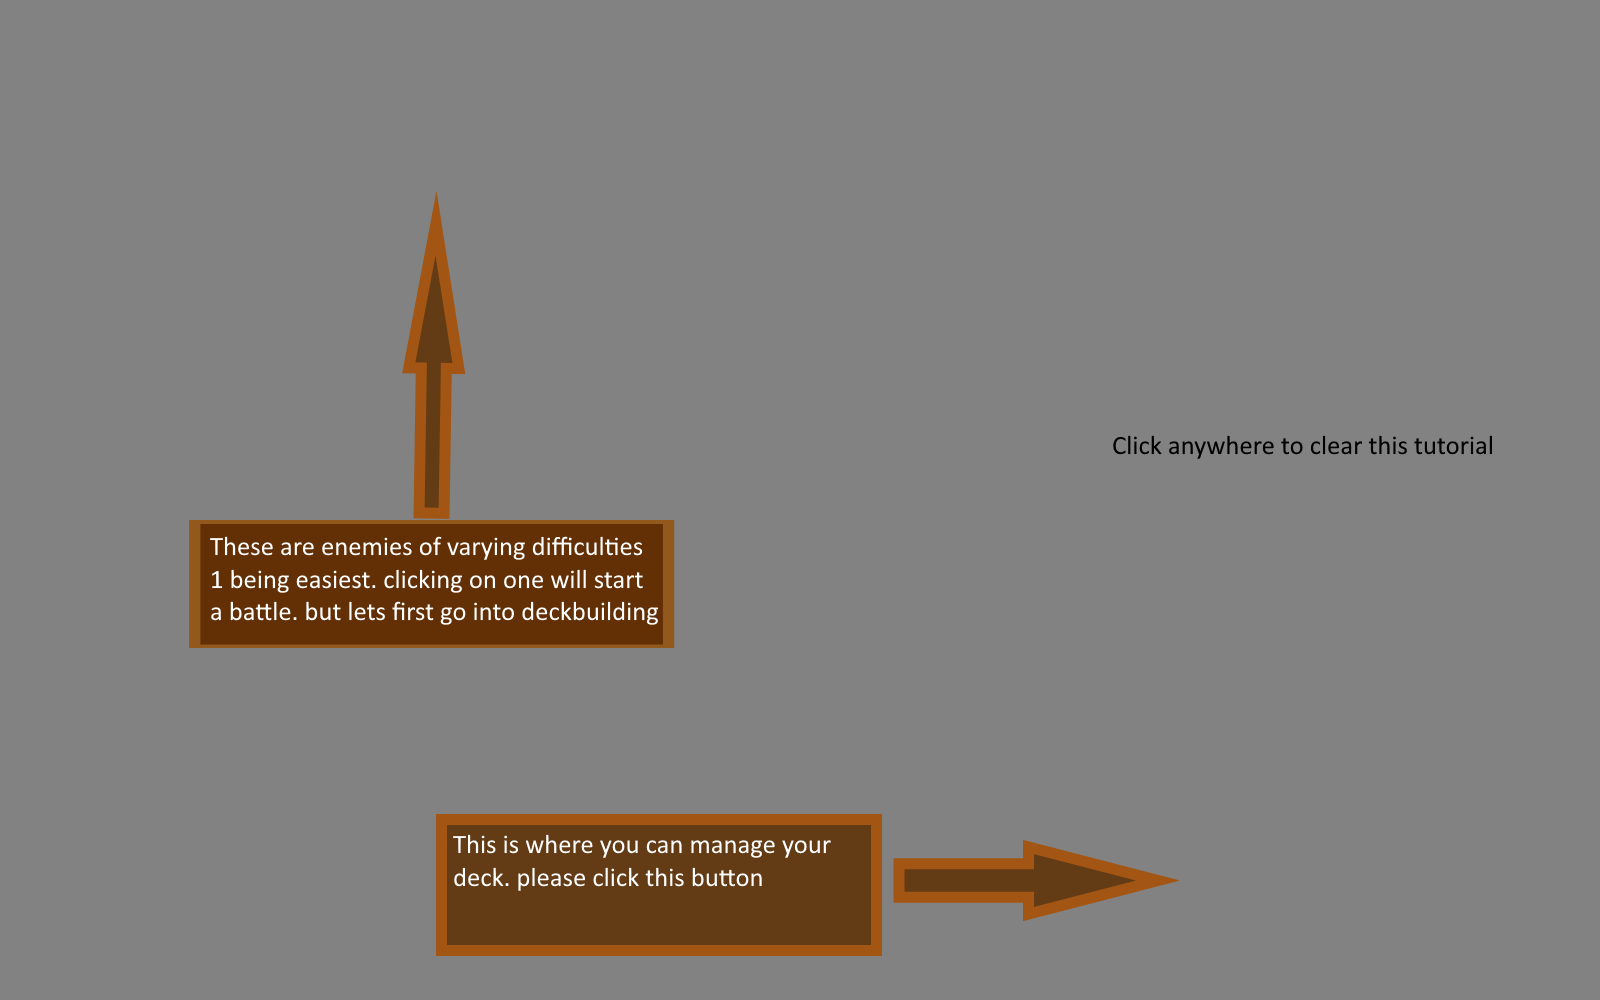 Click anywhere to clear this tutorial
These are enemies of varying difficulties
1 being easiest. clicking on one will start
a battle. but lets first go into deckbuilding
This is where you can manage your
deck. please click this button